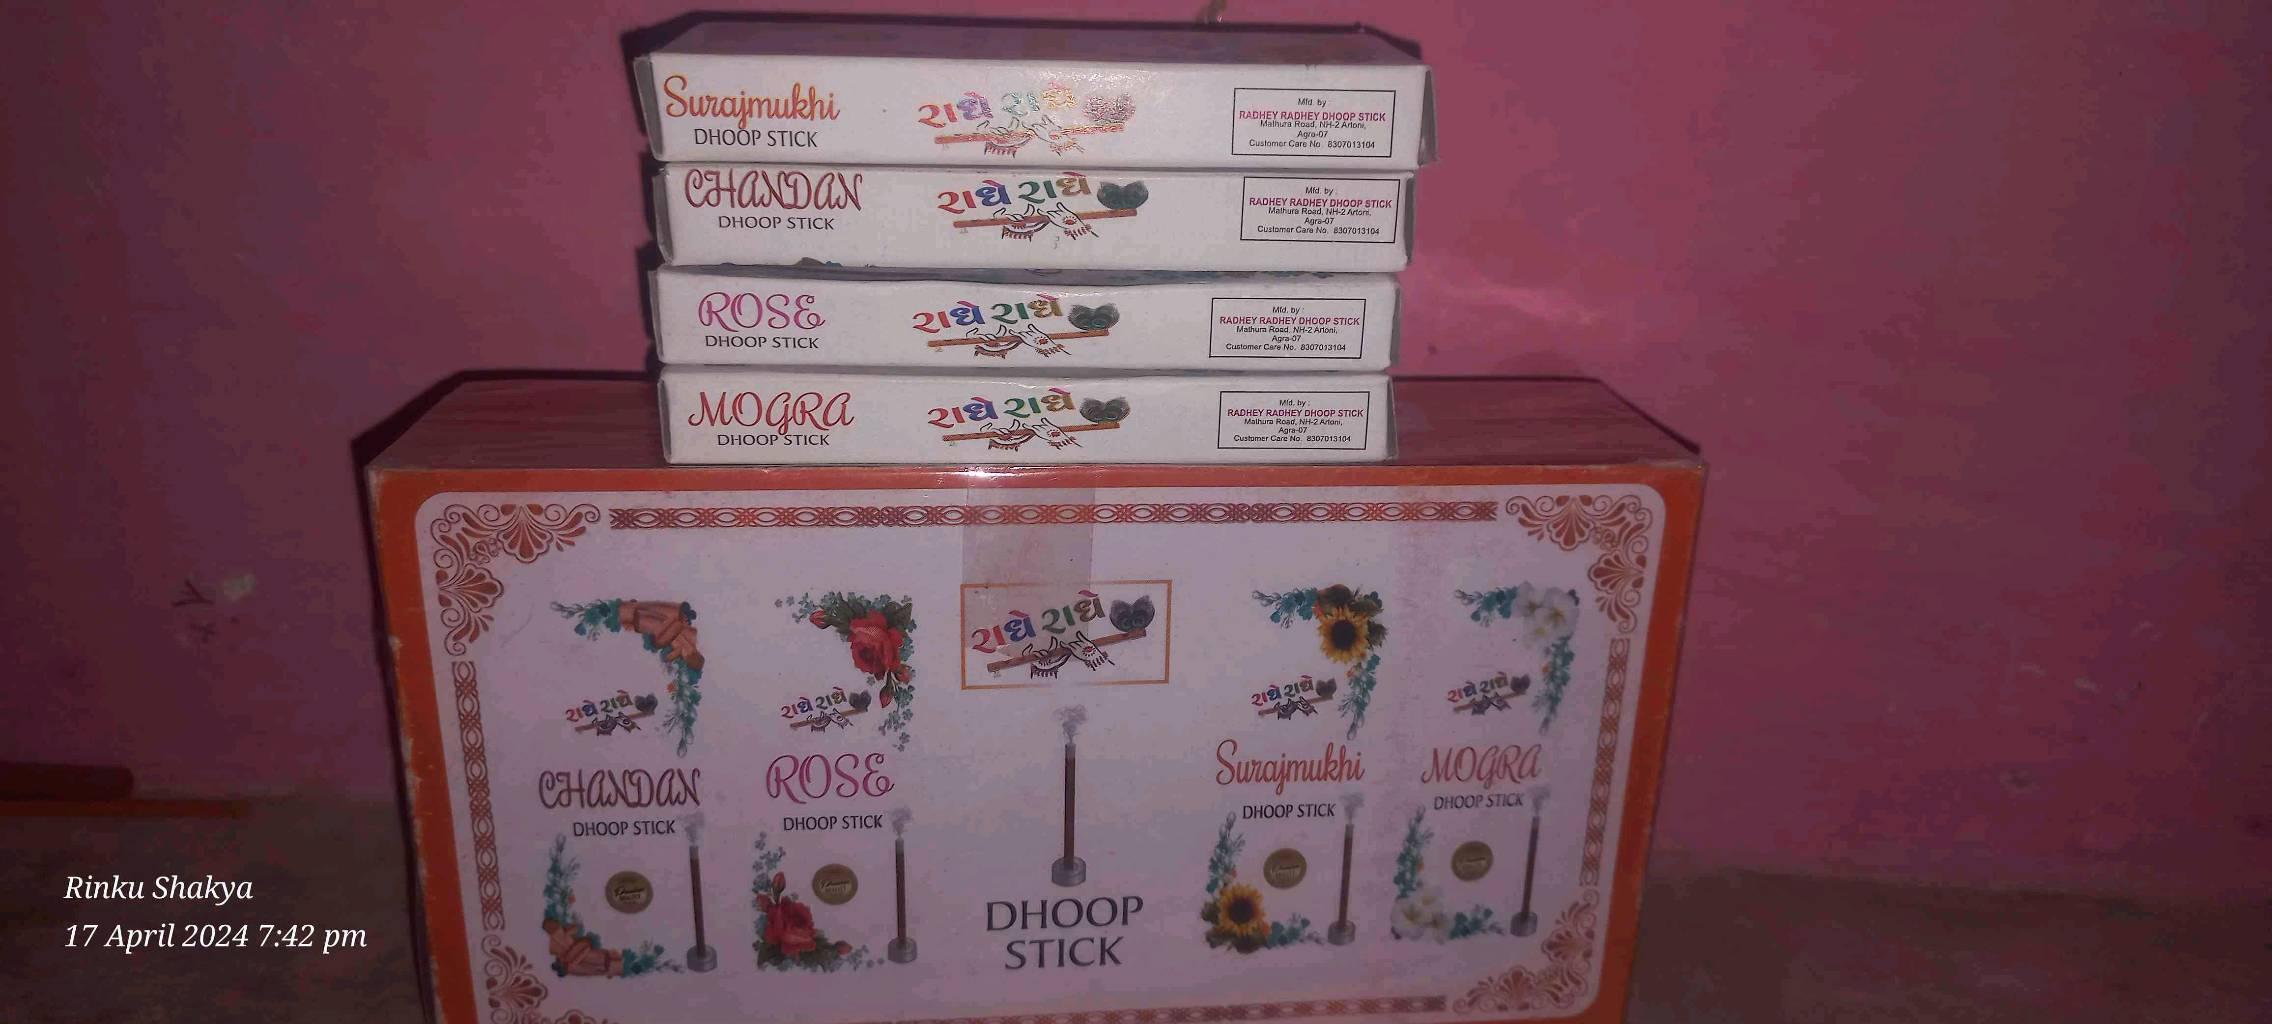 Surajmukhi
DHOOP STICK
રાધે રાધે
Mfd. by :
RADHEY RADHEY DHOOP STICK
Mathura Road, NH-2 Artoni,
Agra-07
Customer Care No. 8307013104
CHANDAN
DHOOP STICK
રાધે રાધે
Mfd. by :
RADHEY RADHEY DHOOP STICK
Mathura Road, NH-2 Artoni,
Agra-07
Customer Care No. 8307013104
ROSE
DHOOP STICK
રાધે રાધે
Mfd. by :
RADHEY RADHEY DHOOP STICK
Mathura Road, NH-2 Artoni,
Agra-07
Customer Care No. 8307013104
MOGRA
DHOOP STICK
રાધે રાધે
Mfd. by :
RADHEY RADHEY DHOOP STICK
Mathura Road, NH-2 Artoni,
Agra-07
Customer Care No. 8307013104
રાધે રાધે
CHANDAN
DHOOP STICK
રાધે રાધે
ROSE
DHOOP STICK
રાધે રાધે
DHOOP
STICK
રાધે રાધે
Surajmukhi
DHOOP STICK
રાધે રાધે
MOGRA
DHOOP STICK
Rinku Shakya
17 April 2024 7:42 pm